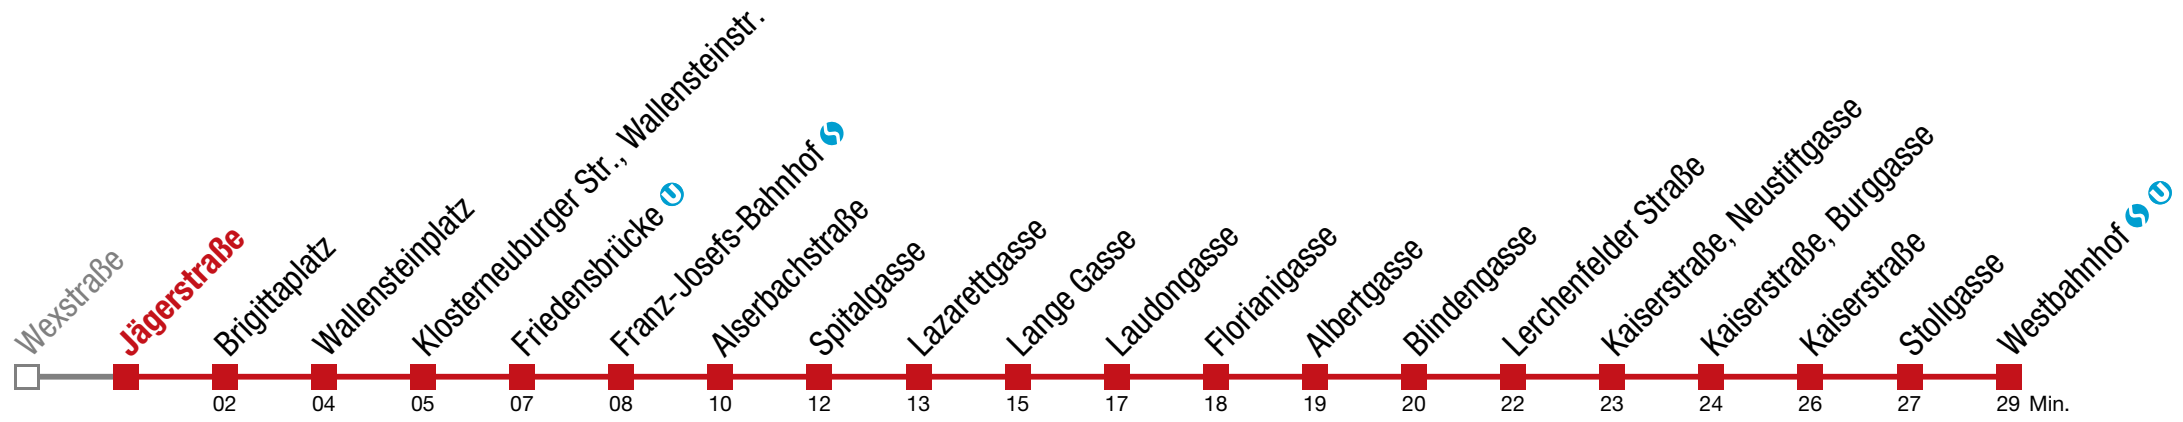 Wexstraße
Jägerstraße
Brigittaplatz
Wallensteinplatz
Klosterneuburger Str., Wallensteinstr.
Friedensbrücke U
Franz-Josefs-Bahnhof S
Alserbachstraße
Spitalgasse
Lazarettgasse
Lange Gasse
Laudongasse
Florianigasse
Albertgasse
Blindengasse
Lerchenfelder Straße
Kaiserstraße, Neustiftgasse
Kaiserstraße, Burggasse
Kaiserstraße
Stollgasse
Westbahnhof S U
02 04 05 07 08 10 12 13 15 17 18 19 20 22 23 24 26 27 29 Min.